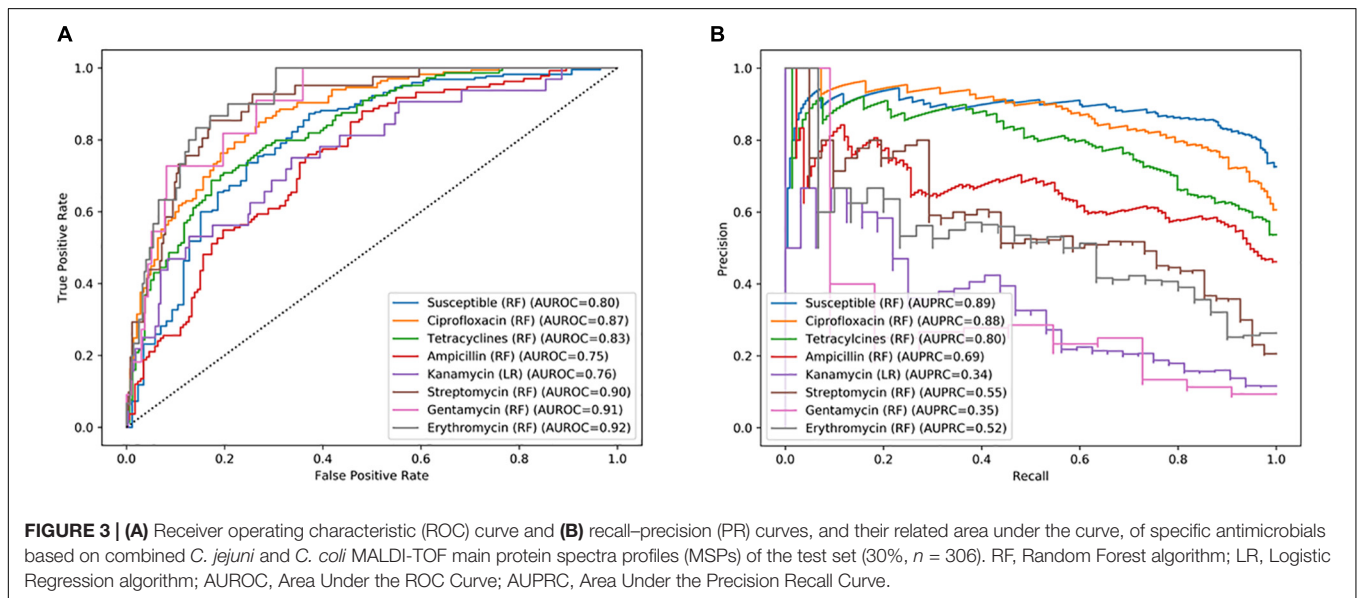 A
B
1.0
0.8
0.6
0.4
0.2
0.0
True Positive Rate
Susceptible (RF) (AUROC=0.80)
Ciprofloxacin (RF) (AUROC=0.87)
Tetracyclines (RF) (AUROC=0.83)
Ampicillin (RF) (AUROC=0.75)
Kanamycin (LR) (AUROC=0.76)
Streptomycin (RF) (AUROC=0.90)
Gentamycin (RF) (AUROC=0.91)
Erythromycin (RF) (AUROC=0.92)
0.0 0.2 0.4 0.6 0.8 1.0
False Positive Rate
1.0
0.8
0.6
0.4
0.2
0.0
Precision
Susceptible (RF) (AUPRC=0.89)
Ciprofloxacin (RF) (AUPRC=0.88)
Tetracylcines (RF) (AUPRC=0.80)
Ampicillin (RF) (AUPRC=0.69)
Kanamycin (LR) (AUPRC=0.34)
Streptomycin (RF) (AUPRC=0.55)
Gentamycin (RF) (AUPRC=0.35)
Erythromycin (RF) (AUPRC=0.52)
0.0 0.2 0.4 0.6 0.8 1.0
Recall
FIGURE 3 | (A) Receiver operating characteristic (ROC) curve and (B) recall–precision (PR) curves, and their related area under the curve, of specific antimicrobials
based on combined C. jejuni and C. coli MALDI-TOF main protein spectra profiles (MSPs) of the test set (30%, n = 306). RF, Random Forest algorithm; LR, Logistic
Regression algorithm; AUROC, Area Under the ROC Curve; AUPRC, Area Under the Precision Recall Curve.